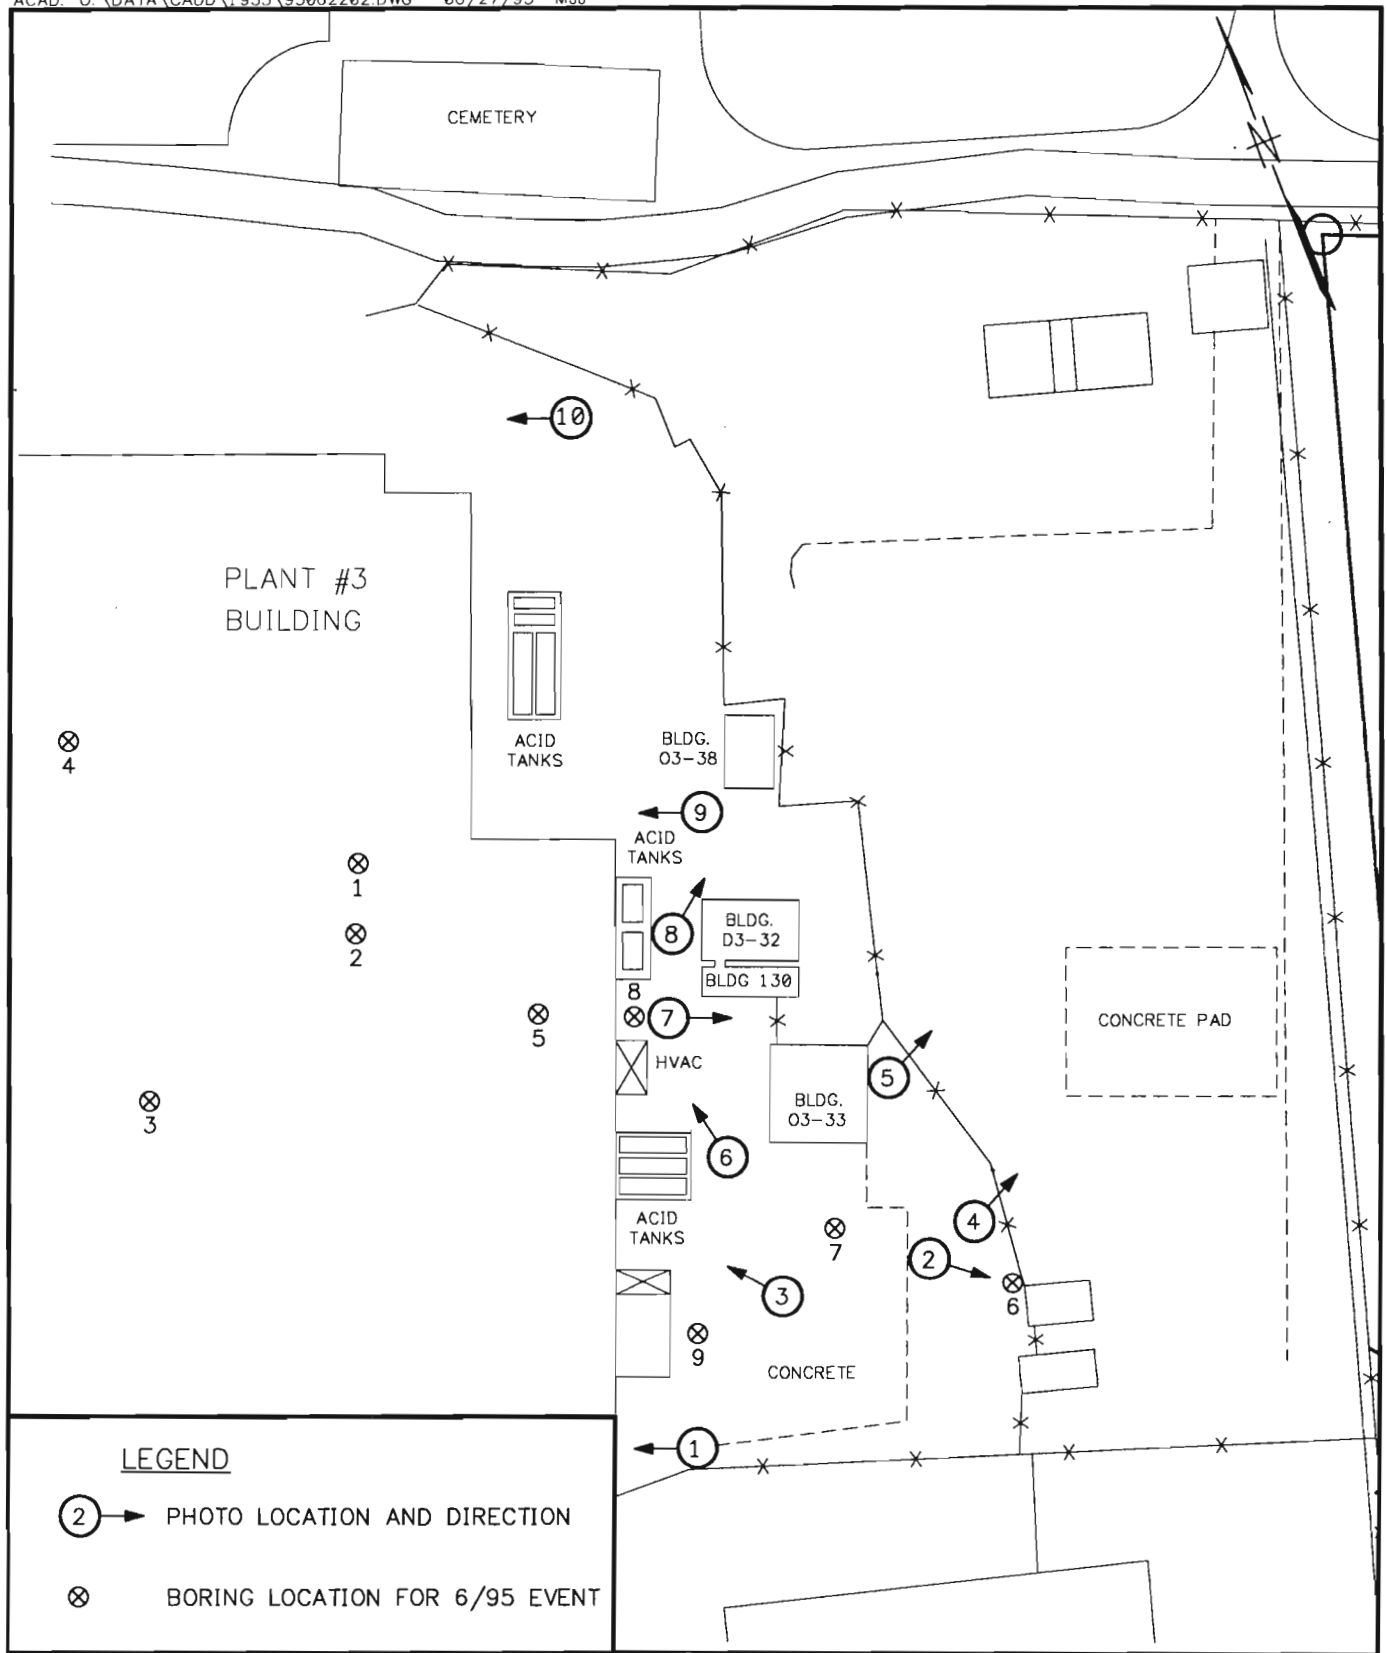 CEMETERY
10
PLANT #3
BUILDING
ACID
TANKS
BLDG.
03-38
4
9
ACID
TANKS
1
8
BLDG.
D3-32
2
BLDG 130
8
5
7
CONCRETE PAD
HVAC
5
3
BLDG.
03-33
6
ACID
TANKS
4
7
2
3
6
9
CONCRETE
1
LEGEND
2 PHOTO LOCATION AND DIRECTION
BORING LOCATION FOR 6/95 EVENT